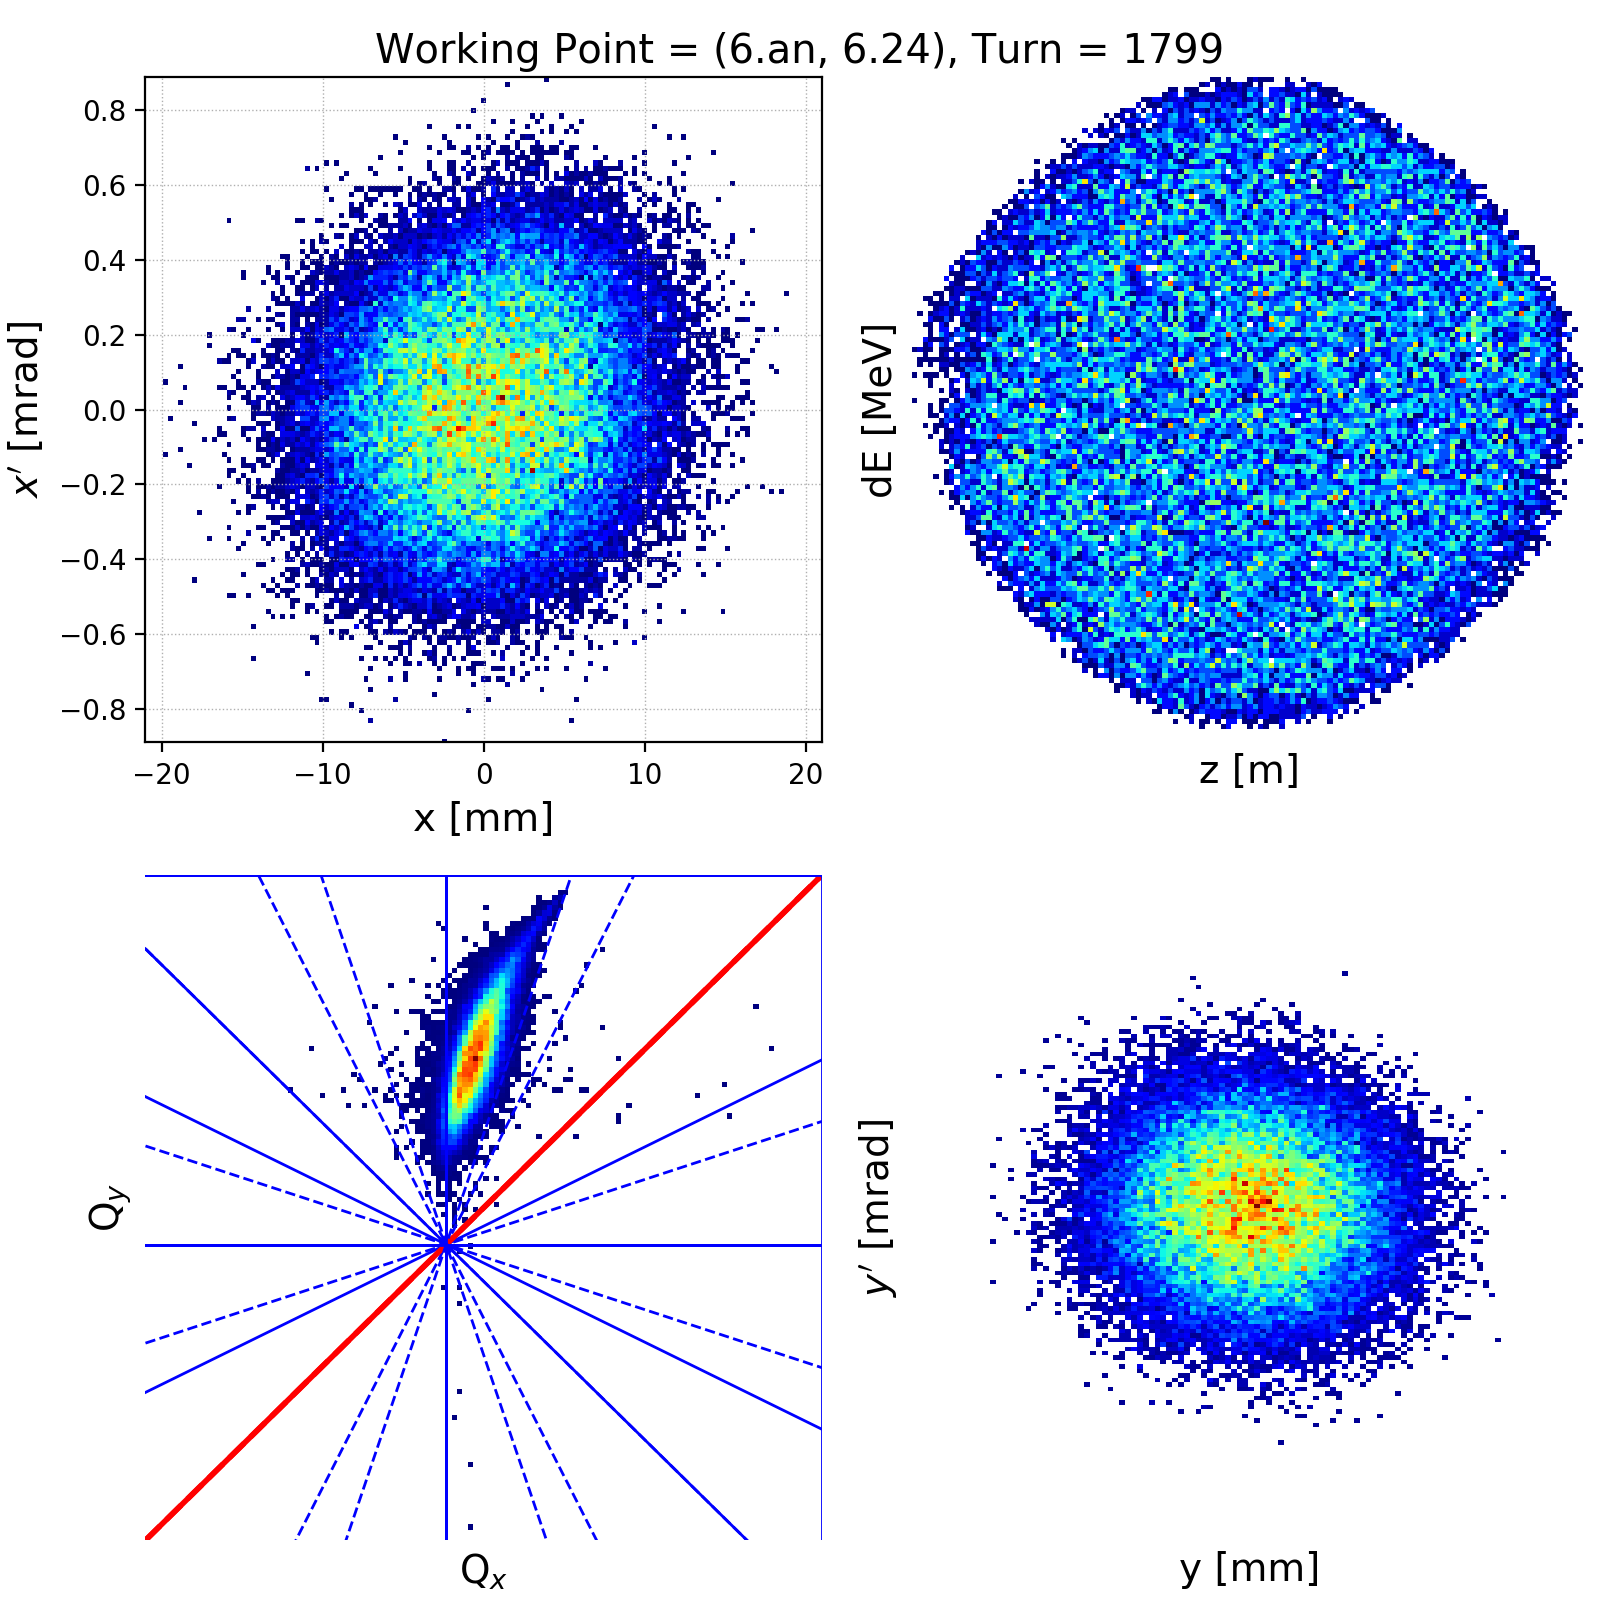 Working Point = (6.an, 6.24), Turn = 1799
0.8
0.6
0.4
0.2
0.0
−0.2
−0.4
−0.6
−0.8
x′ [mrad]
−20 −10 0 10 20
x [mm]
dE [MeV]
z [m]
Qy
Qx
y′ [mrad]
y [mm]